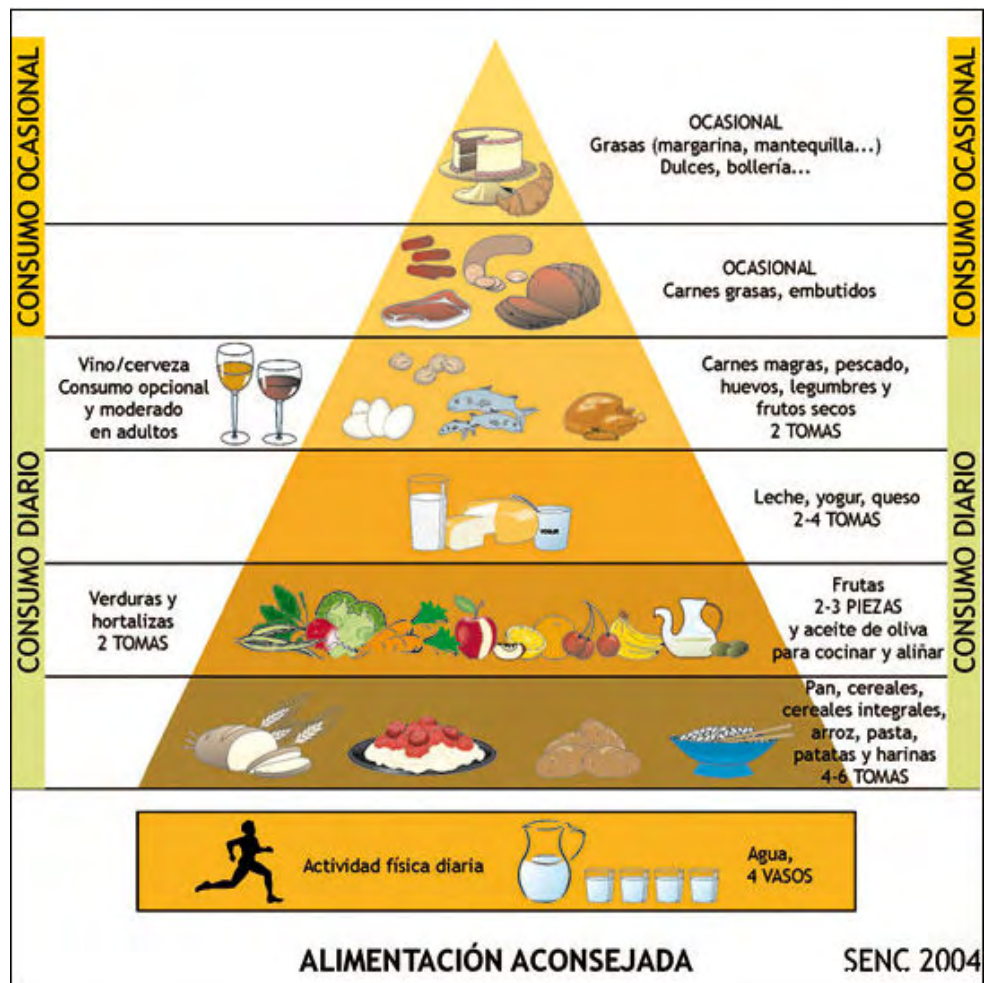 CONSUMO OCASIONAL
CONSUMO OCASIONAL
OCASIONAL
Grasas (margarina, mantequilla...)
Dulces, bollería...
OCASIONAL
Carnes grasas, embutidos
CONSUMO DIARIO
CONSUMO DIARIO
Vino/cerveza
Consumo opcional
y moderado
en adultos
Carnes magras, pescado,
huevos, legumbres y
frutos secos
2 TOMAS
Leche, yogur, queso
2-4 TOMAS
Verduras y
hortalizas
2 TOMAS
Frutas
2-3 PIEZAS
y aceite de oliva
para cocinar y aliñar
Pan, cereales,
cereales integrales,
arroz, pasta,
patatas y harinas
4-6 TOMAS
Actividad física diaria
Agua,
4 VASOS
ALIMENTACIÓN ACONSEJADA
SENC 2004